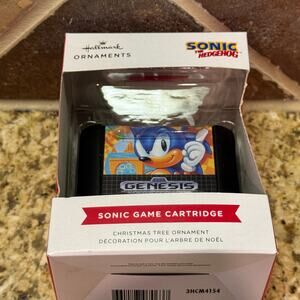 Hallmark
ORNAMENTS
SONIC
THE HEDGEHOG
GENESIS
SONIC GAME CARTRIDGE
CHRISTMAS TREE ORNAMENT
DÉCORATION POUR L'ARBRE DE NOËL
3HCM4154